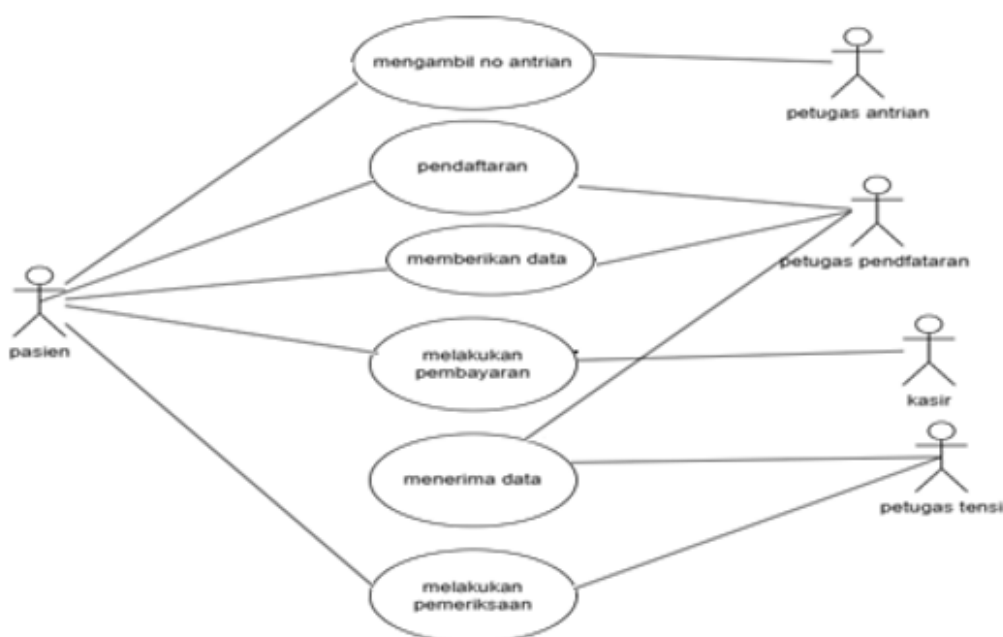 mengambil no antrian
petugas antrian
pendaftaran
memberikan data
petugas pendfataran
pasien
melakukan
pembayaran
kasir
menerima data
petugas tensi
melakukan
pemeriksaan